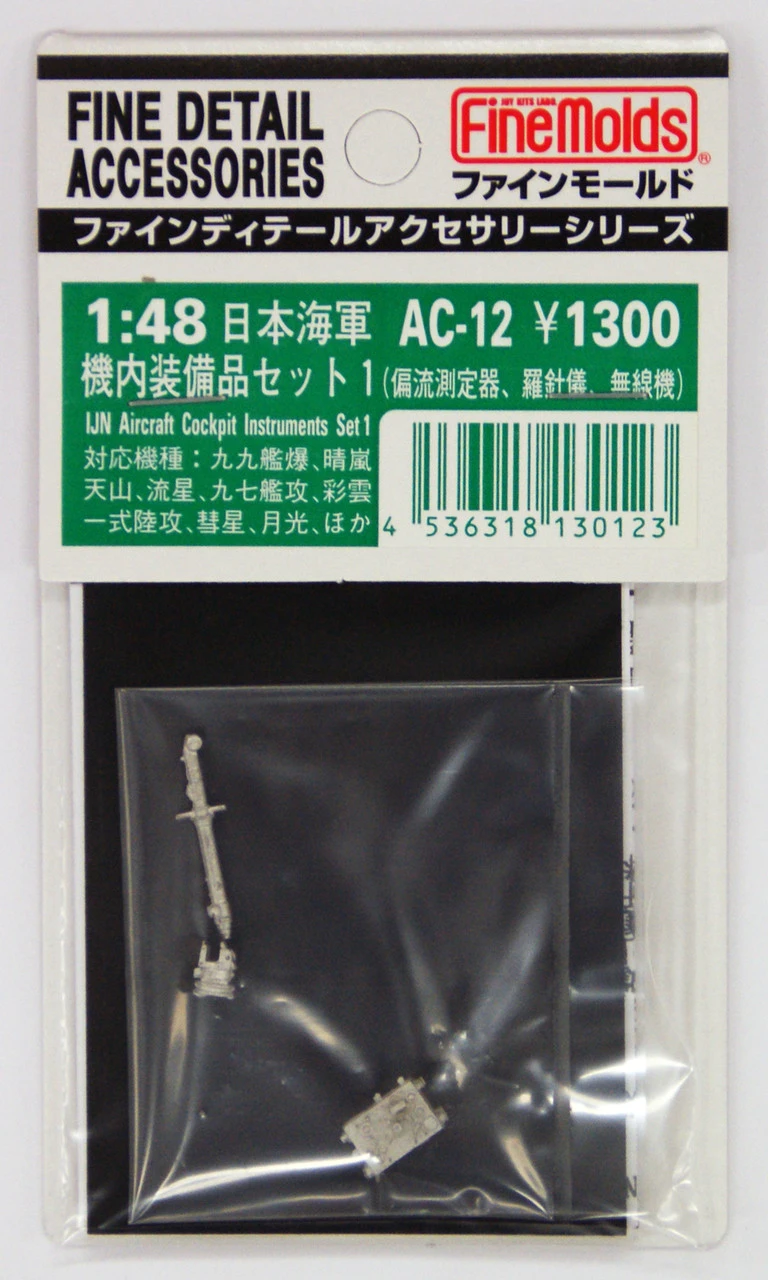 FINE DETAIL
ACCESSORIES
HOBY KITS LABO.
FineMolds®
ファインモールド
ファインディテールアクセサリーシリーズ
1:48 日本海軍 AC-12 ¥1300
機内装備品セット1(偏流測定器、羅針儀、無線機)
IJN Aircraft Cockpit Instruments Set 1
対応機種：九九艦爆、晴嵐
天山、流星、九七艦攻、彩雲
一式陸攻、彗星、月光、ほか
4 536318 130123